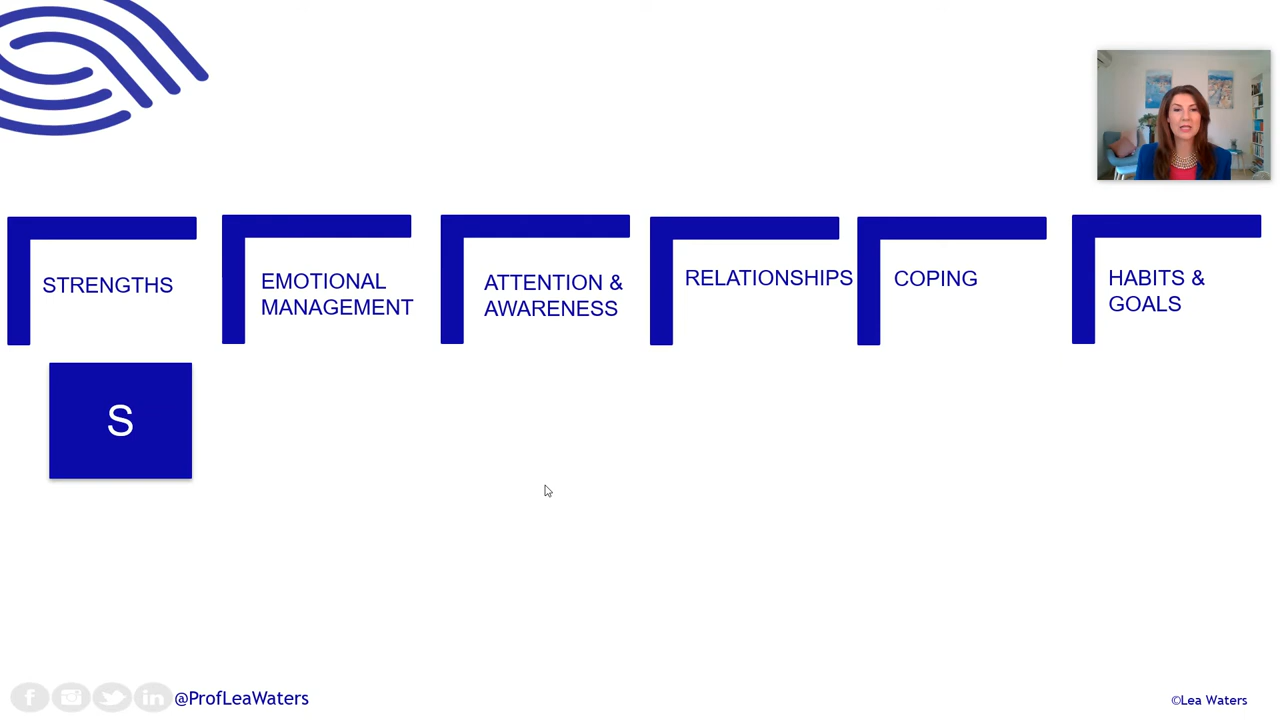 STRENGTHS
EMOTIONAL
MANAGEMENT
ATTENTION &
AWARENESS
RELATIONSHIPS
COPING
HABITS &
GOALS
S
@ProfLeaWaters
©Lea Waters